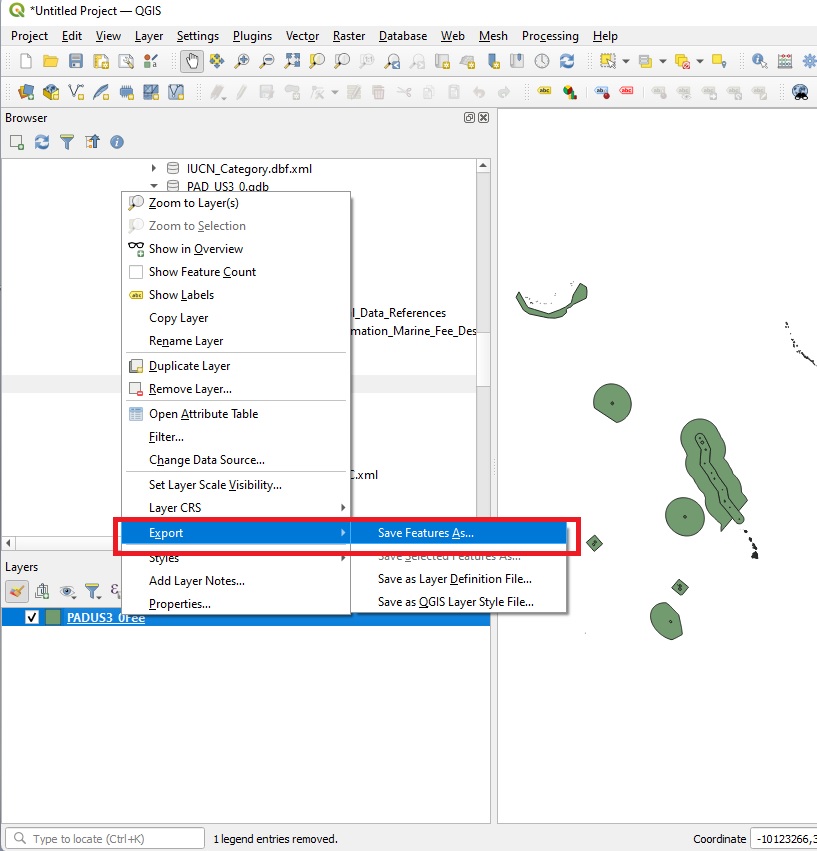 *Untitled Project — QGIS
Project Edit View Layer Settings Plugins Vector Raster Database Web Mesh Processing Help
abc abc
Browser
IUCN_Category.dbf.xml
PAD_US3_0.gdb
Zoom to Layer(s)
Zoom to Selection
Show in Overview
Show Feature Count
abc Show Labels
Copy Layer
l_Data_References
mation_Marine_Fee_Des
Rename Layer
Duplicate Layer
Remove Layer...
Open Attribute Table
Filter...
Change Data Source...
C.xml
Set Layer Scale Visibility...
Layer CRS
Export Save Features As...
Styles Save Selected Features As...
Layers
Add Layer Notes... Save as Layer Definition File...
Properties... Save as QGIS Layer Style File...
PADUS3_0Fee
Type to locate (Ctrl+K) 1 legend entries removed. Coordinate -10123266,3